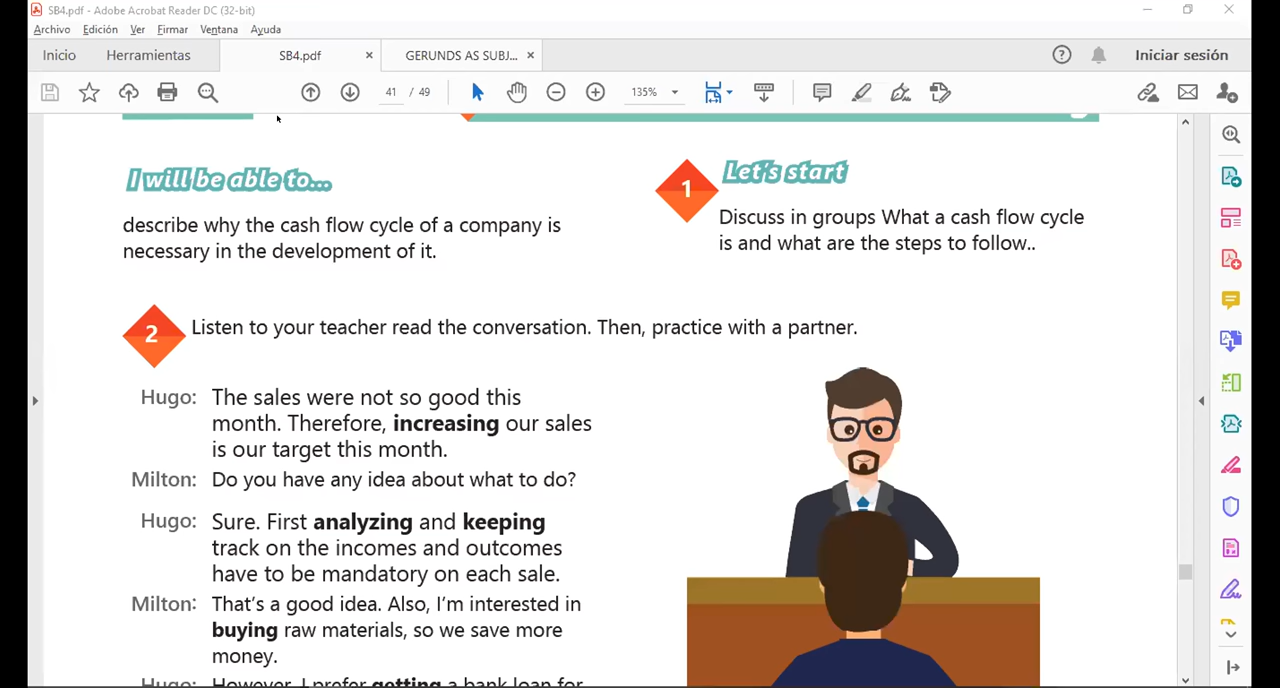 SB4.pdf - Adobe Acrobat Reader DC (32-bit)
Archivo Edición Ver Firmar Ventana Ayuda
Inicio Herramientas SB4.pdf × GERUNDS AS SUBJ... ×
Iniciar sesión
41 / 49 135%
I will be able to...
describe why the cash flow cycle of a company is
necessary in the development of it.
1
Let's start
Discuss in groups What a cash flow cycle
is and what are the steps to follow..
2
Listen to your teacher read the conversation. Then, practice with a partner.
Hugo: The sales were not so good this
month. Therefore, increasing our sales
is our target this month.
Milton: Do you have any idea about what to do?
Hugo: Sure. First analyzing and keeping
track on the incomes and outcomes
have to be mandatory on each sale.
Milton: That's a good idea. Also, I'm interested in
buying raw materials, so we save more
money.
Hugo: However, I prefer getting a bank loan for